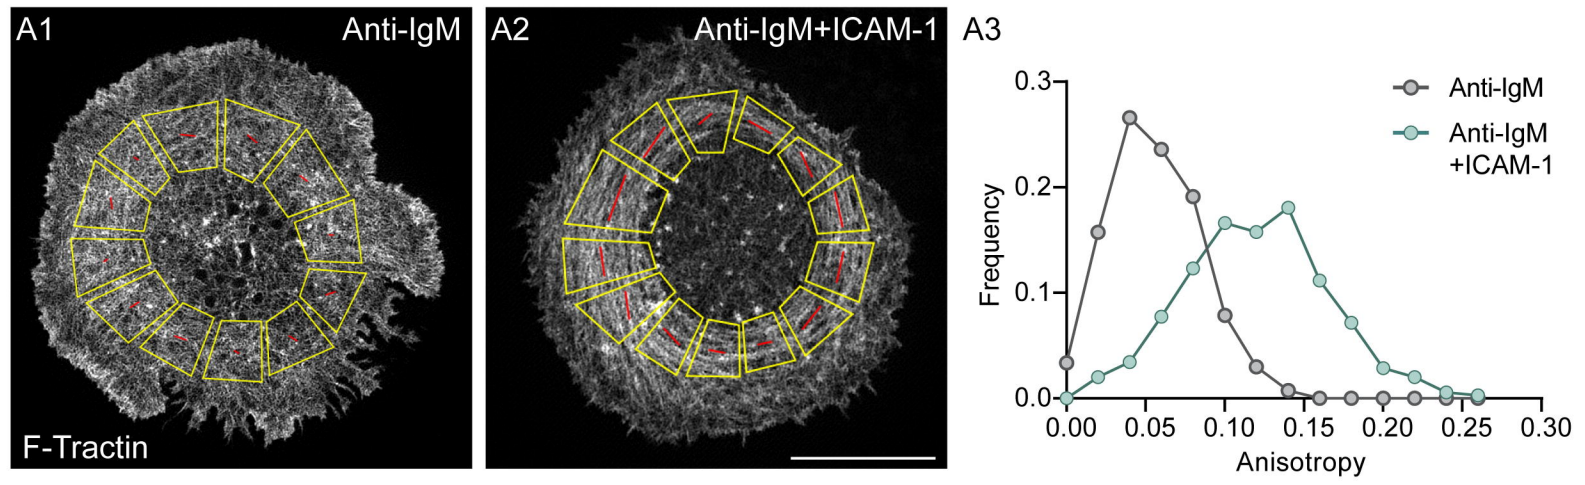 A1
Anti-IgM
F-Tractin
A2
Anti-IgM+ICAM-1
A3
Frequency
0.3
0.2
0.1
0.0
0.00 0.05 0.10 0.15 0.20 0.25 0.30
Anisotropy
Anti-IgM
Anti-IgM
+ICAM-1